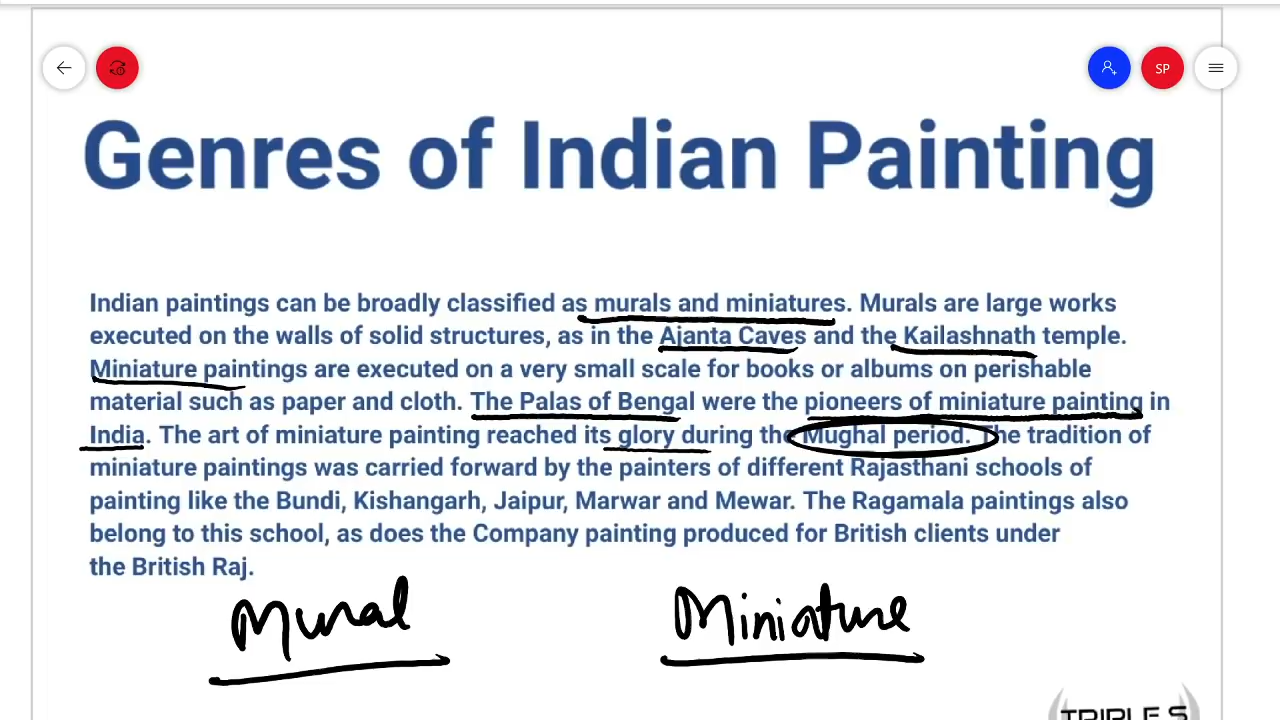 SP
Genres of Indian Painting
Indian paintings can be broadly classified as murals and miniatures. Murals are large works
executed on the walls of solid structures, as in the Ajanta Caves and the Kailashnath temple.
Miniature paintings are executed on a very small scale for books or albums on perishable
material such as paper and cloth. The Palas of Bengal were the pioneers of miniature painting in
India. The art of miniature painting reached its glory during the Mughal period. The tradition of
miniature paintings was carried forward by the painters of different Rajasthani schools of
painting like the Bundi, Kishangarh, Jaipur, Marwar and Mewar. The Ragamala paintings also
belong to this school, as does the Company painting produced for British clients under
the British Raj.
Mural Miniature
TRIPLE S